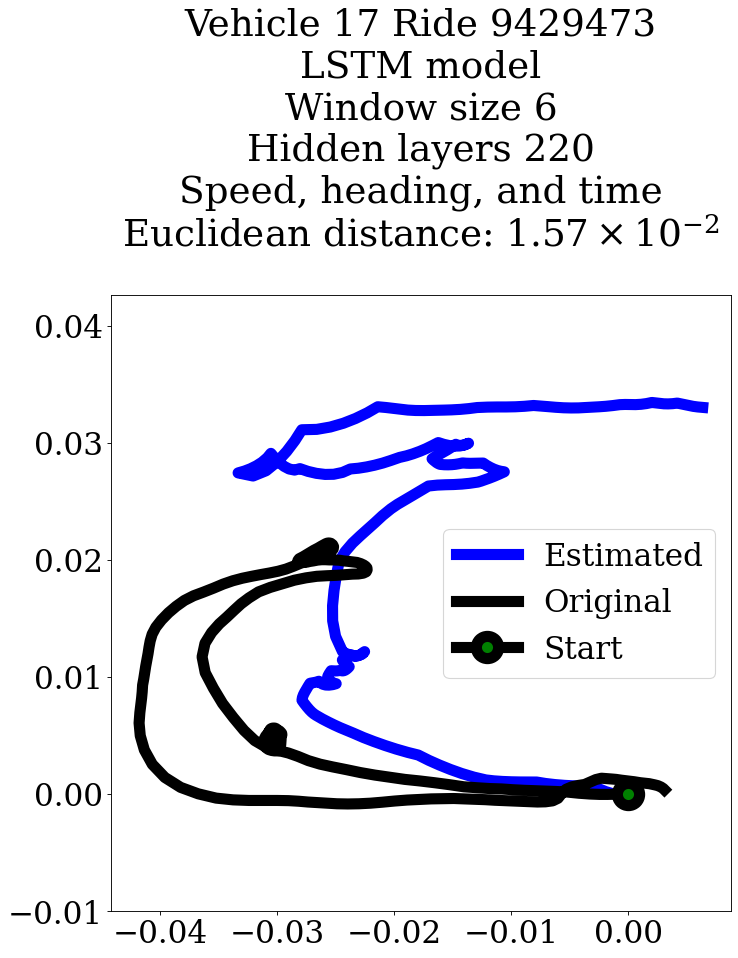 Vehicle 17 Ride 9429473
LSTM model
Window size 6
Hidden layers 220
Speed, heading, and time
Euclidean distance: 1.57 × 10⁻²
0.04
0.03
0.02
0.01
0.00
−0.01
Estimated
Original
Start
−0.04 −0.03 −0.02 −0.01 0.00